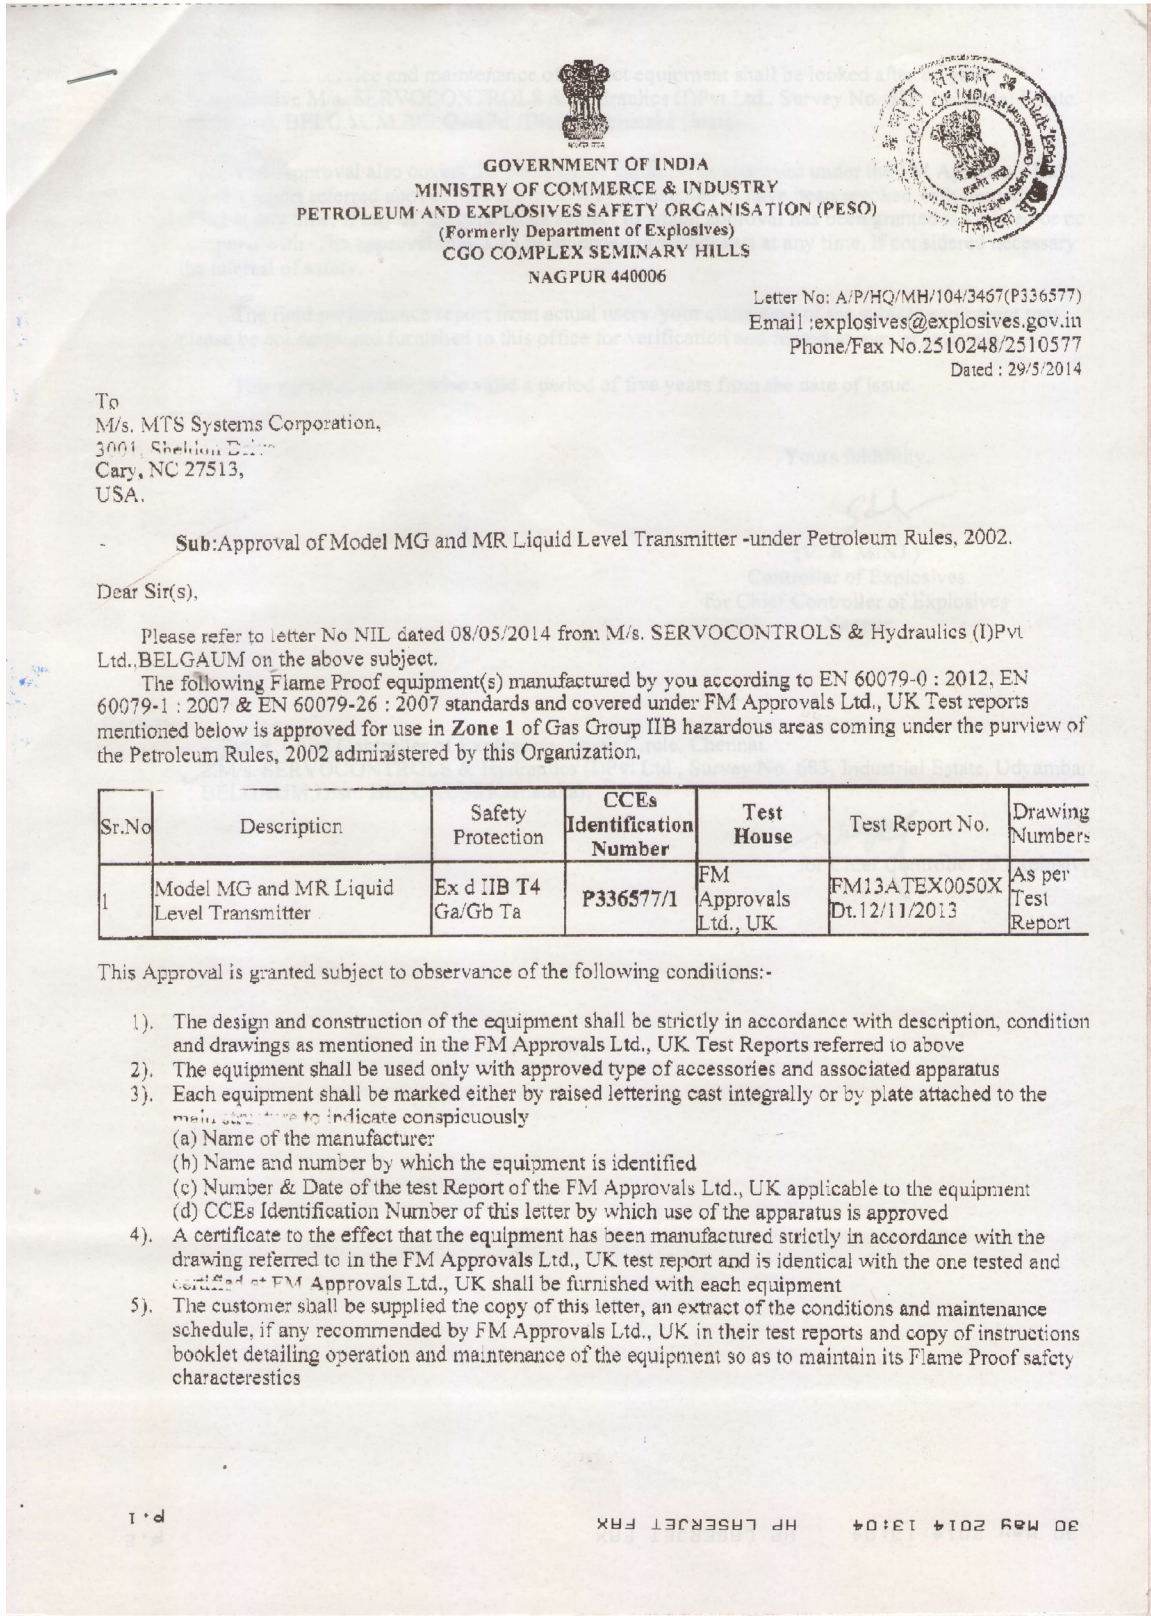 GOVERNMENT OF INDIA
MINISTRY OF COMMERCE & INDUSTRY
PETROLEUM AND EXPLOSIVES SAFETY ORGANISATION (PESO)
(Formerly Department of Explosives)
CGO COMPLEX SEMINARY HILLS
NAGPUR 440006
Letter No: A/P/HQ/MH/104/3467(P336577)
Email :explosives@explosives.gov.in
Phone/Fax No.2510248/2510577
Dated : 29/5/2014
To
M/s. MTS Systems Corporation,
3001, Sheldon
Cary, NC 27513,
USA.
Sub:Approval of Model MG and MR Liquid Level Transmitter -under Petroleum Rules, 2002.
Dear Sir(s),
Please refer to letter No NIL dated 08/05/2014 from M/s. SERVOCONTROLS & Hydraulics (I)Pvt
Ltd.,BELGAUM on the above subject.
The following Flame Proof equipment(s) manufactured by you according to EN 60079-0 : 2012, EN
60079-1 : 2007 & EN 60079-26 : 2007 standards and covered under FM Approvals Ltd., UK Test reports
mentioned below is approved for use in Zone 1 of Gas Group IIB hazardous areas coming under the purview of
the Petroleum Rules, 2002 administered by this Organization.
Sr.No Description Safety Protection CCEs Identification Number Test House Test Report No. Drawing Numbers
1 Model MG and MR Liquid Level Transmitter Ex d IIB T4 Ga/Gb Ta P336577/1 FM Approvals Ltd., UK FM13ATEX0050X Dt.12/11/2013 As per Test Report
This Approval is granted subject to observance of the following conditions:-
1). The design and construction of the equipment shall be strictly in accordance with description, condition
and drawings as mentioned in the FM Approvals Ltd., UK Test Reports referred to above
2). The equipment shall be used only with approved type of accessories and associated apparatus
3). Each equipment shall be marked either by raised lettering cast integrally or by plate attached to the
main structure to indicate conspicuously
(a) Name of the manufacturer
(b) Name and number by which the equipment is identified
(c) Number & Date of the test Report of the FM Approvals Ltd., UK applicable to the equipment
(d) CCEs Identification Number of this letter by which use of the apparatus is approved
4). A certificate to the effect that the equipment has been manufactured strictly in accordance with the
drawing referred to in the FM Approvals Ltd., UK test report and is identical with the one tested and
certified at FM Approvals Ltd., UK shall be furnished with each equipment
5). The customer shall be supplied the copy of this letter, an extract of the conditions and maintenance
schedule, if any recommended by FM Approvals Ltd., UK in their test reports and copy of instructions
booklet detailing operation and maintenance of the equipment so as to maintain its Flame Proof safety
characterestics
30 May 2014 13:04 HP LASERJET FAX p.1